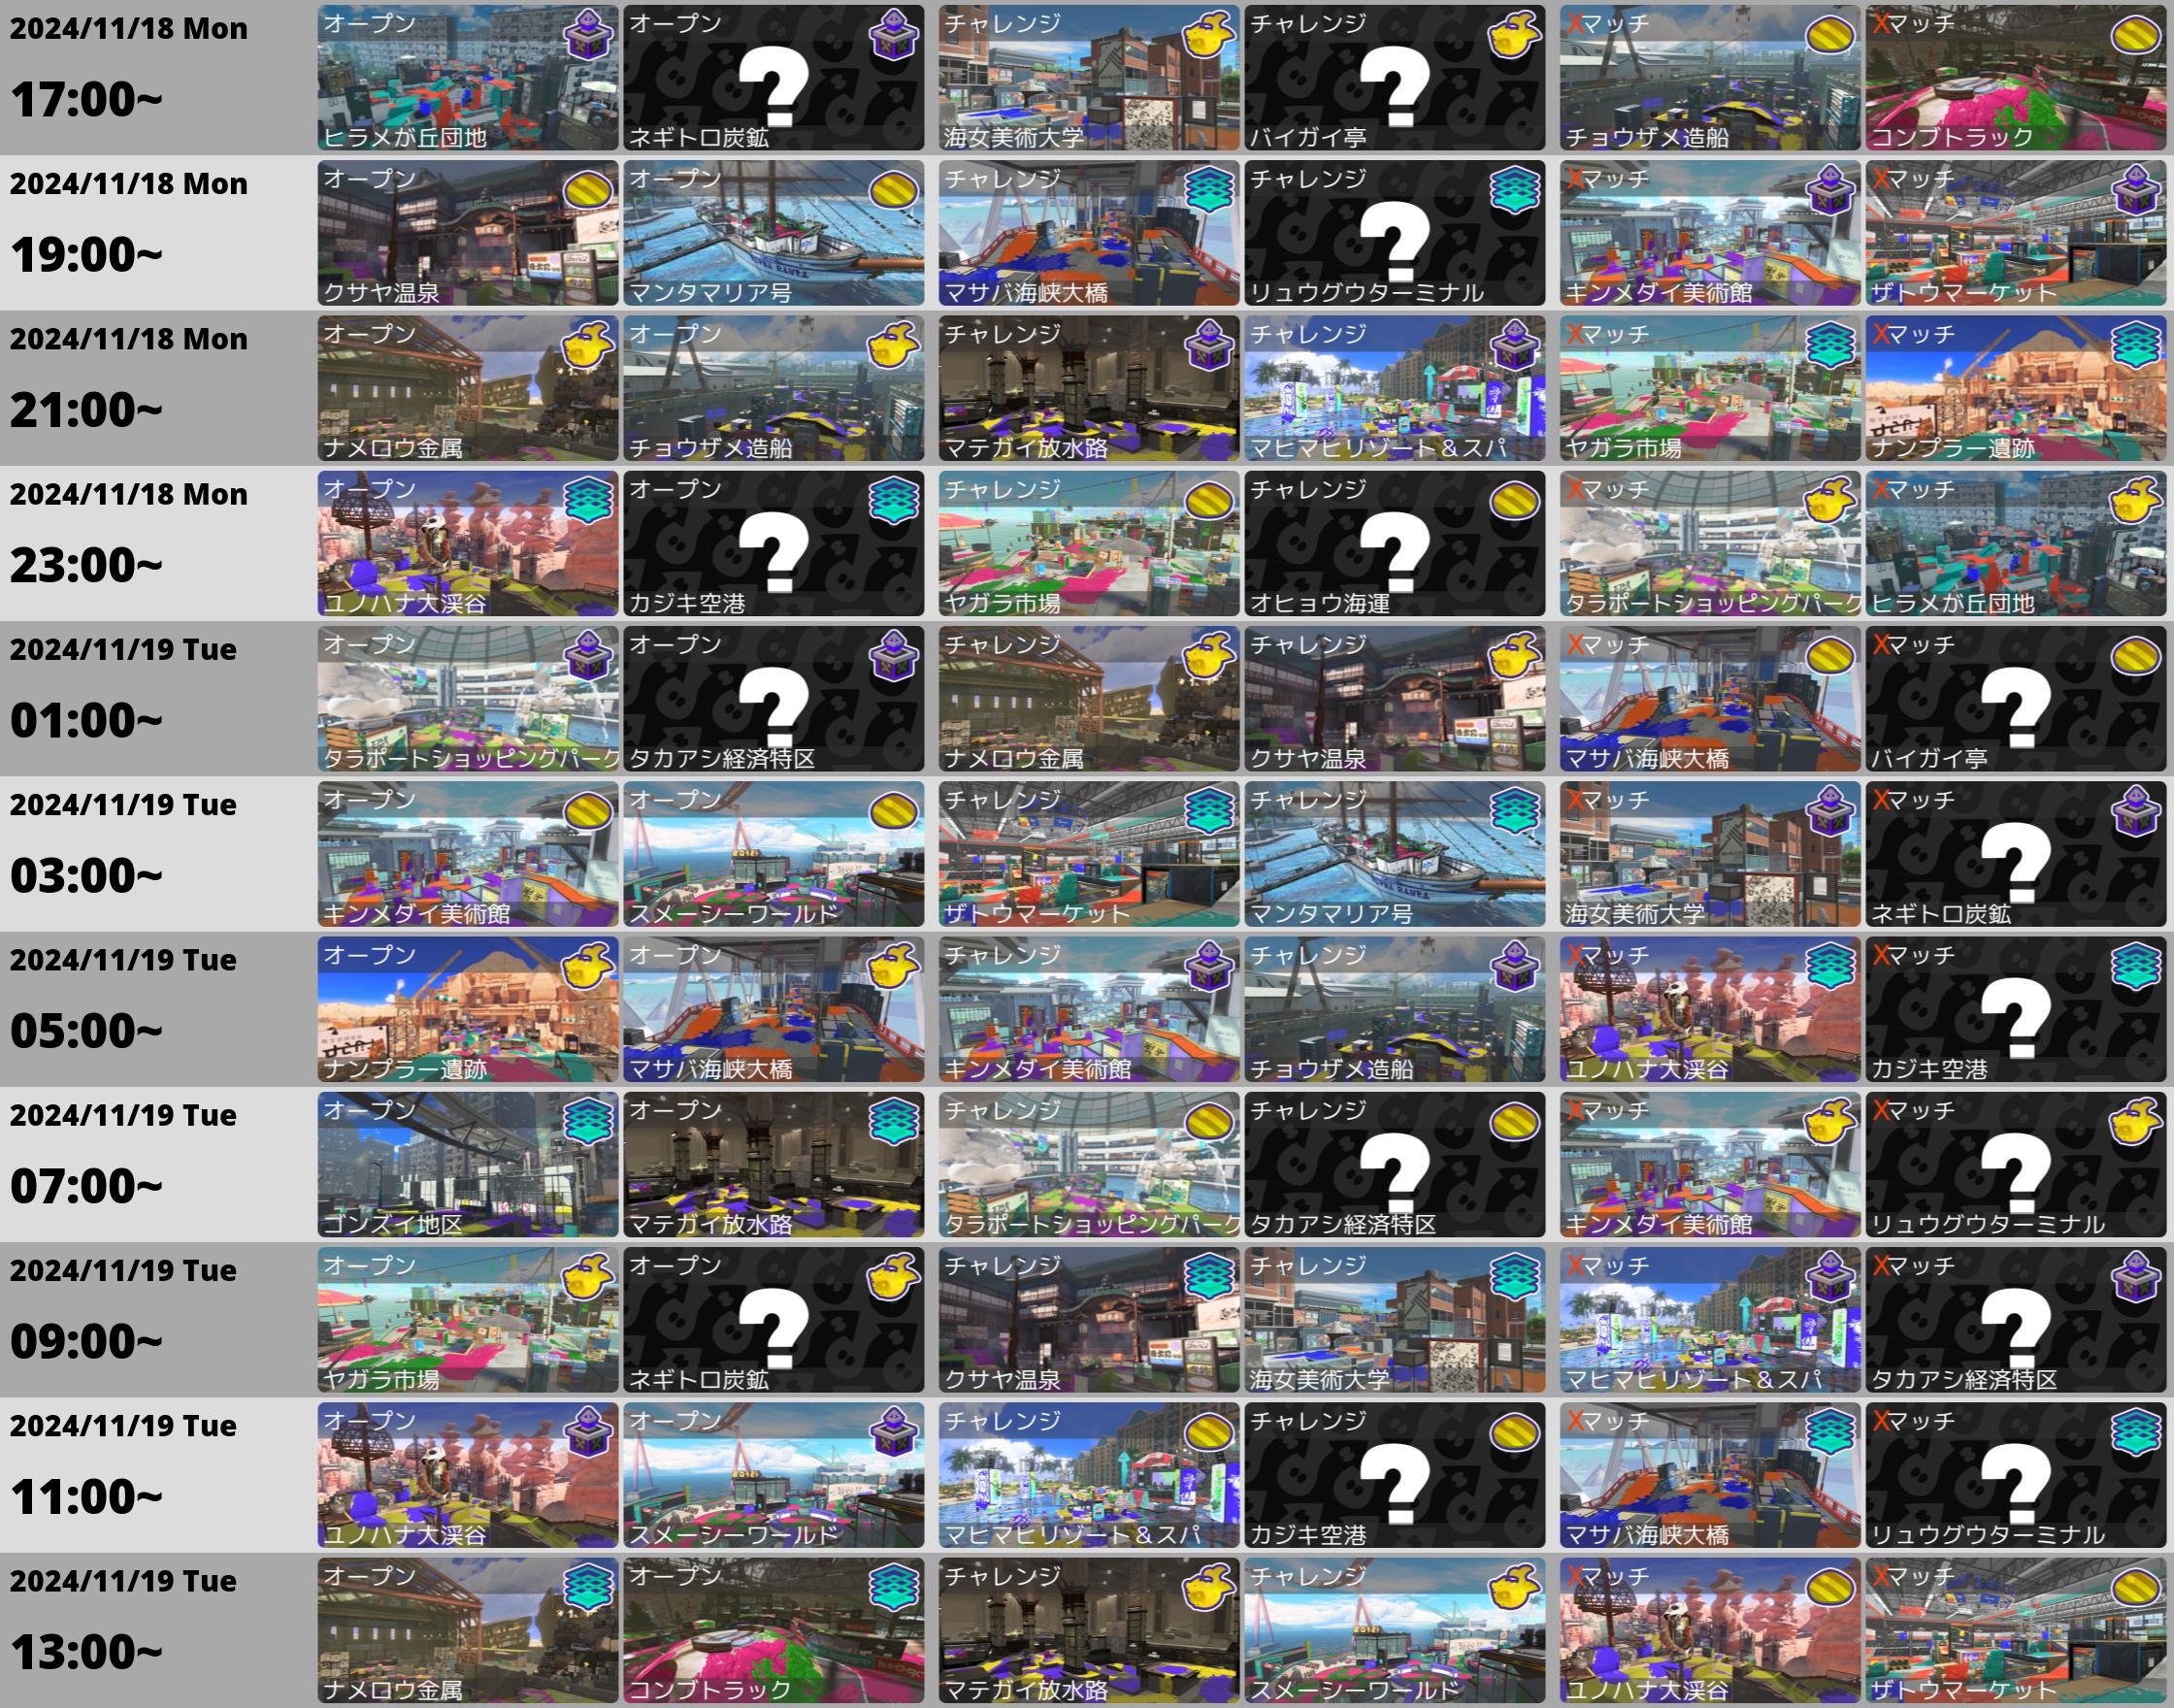 2024/11/18 Mon
17:00~
オープン
ヒラメが丘団地
オープン
ネギトロ炭鉱
チャレンジ
海女美術大学
チャレンジ
バイガイ亭
Xマッチ
チョウザメ造船
Xマッチ
コンブトラック
2024/11/18 Mon
19:00~
オープン
クサヤ温泉
オープン
マンタマリア号
チャレンジ
マサバ海峡大橋
チャレンジ
リュウグウターミナル
Xマッチ
キンメダイ美術館
Xマッチ
ザトウマーケット
2024/11/18 Mon
21:00~
オープン
ナメロウ金属
オープン
チョウザメ造船
チャレンジ
マテガイ放水路
チャレンジ
マヒマヒリゾート&スパ
Xマッチ
ヤガラ市場
Xマッチ
ナンプラー遺跡
2024/11/18 Mon
23:00~
オープン
ユノハナ大渓谷
オープン
カジキ空港
チャレンジ
ヤガラ市場
チャレンジ
オヒョウ海運
Xマッチ
タラポートショッピングパーク
Xマッチ
ヒラメが丘団地
2024/11/19 Tue
01:00~
オープン
タラポートショッピングパーク
オープン
タカアシ経済特区
チャレンジ
ナメロウ金属
チャレンジ
クサヤ温泉
Xマッチ
マサバ海峡大橋
Xマッチ
バイガイ亭
2024/11/19 Tue
03:00~
オープン
キンメダイ美術館
オープン
スメーシーワールド
チャレンジ
ザトウマーケット
チャレンジ
マンタマリア号
Xマッチ
海女美術大学
Xマッチ
ネギトロ炭鉱
2024/11/19 Tue
05:00~
オープン
ナンプラー遺跡
オープン
マサバ海峡大橋
チャレンジ
キンメダイ美術館
チャレンジ
チョウザメ造船
Xマッチ
ユノハナ大渓谷
Xマッチ
カジキ空港
2024/11/19 Tue
07:00~
オープン
ゴンズイ地区
オープン
マテガイ放水路
チャレンジ
タラポートショッピングパーク
チャレンジ
タカアシ経済特区
Xマッチ
キンメダイ美術館
Xマッチ
リュウグウターミナル
2024/11/19 Tue
09:00~
オープン
ヤガラ市場
オープン
ネギトロ炭鉱
チャレンジ
クサヤ温泉
チャレンジ
海女美術大学
Xマッチ
マヒマヒリゾート&スパ
Xマッチ
タカアシ経済特区
2024/11/19 Tue
11:00~
オープン
ユノハナ大渓谷
オープン
スメーシーワールド
チャレンジ
マヒマヒリゾート&スパ
チャレンジ
カジキ空港
Xマッチ
マサバ海峡大橋
Xマッチ
リュウグウターミナル
2024/11/19 Tue
13:00~
オープン
ナメロウ金属
オープン
コンブトラック
チャレンジ
マテガイ放水路
チャレンジ
スメーシーワールド
Xマッチ
ユノハナ大渓谷
Xマッチ
ザトウマーケット